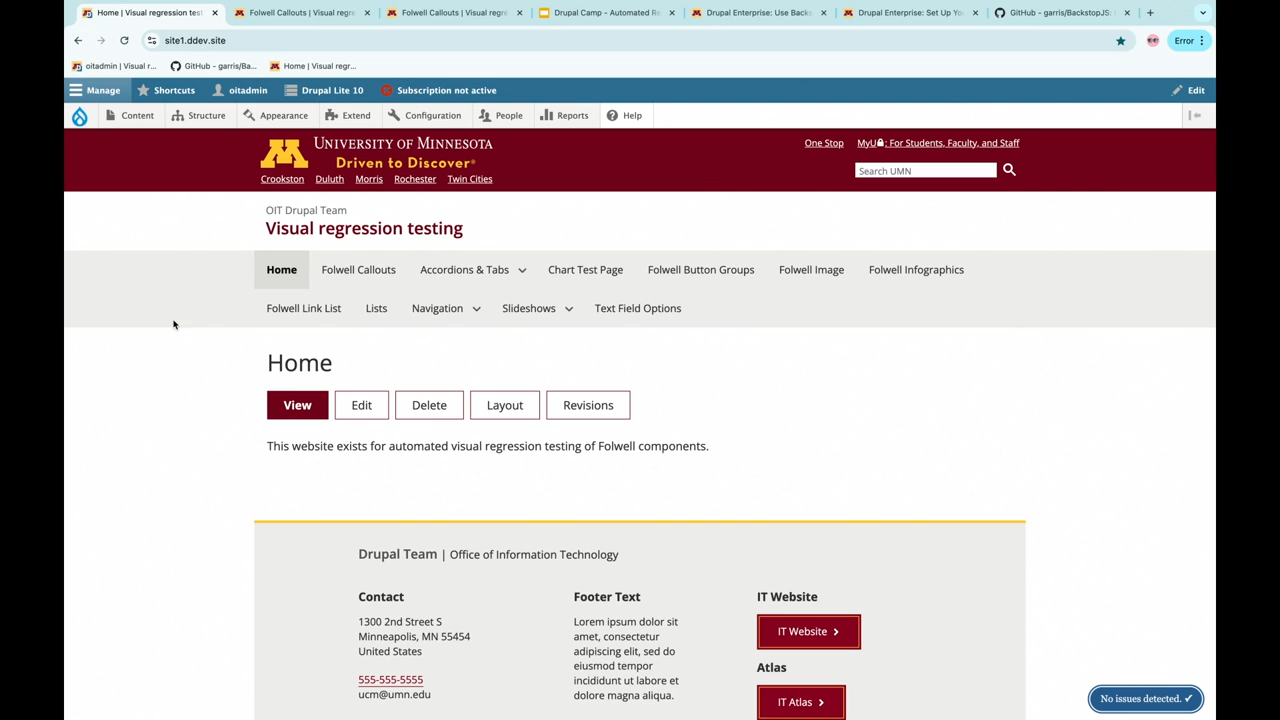 Home | Visual regression test
Folwell Callouts | Visual regre
Folwell Callouts | Visual regr
Drupal Camp - Automated Re
Drupal Enterprise: Use Backs
Drupal Enterprise: Set Up Yo
GitHub - garris/BackstopJS:
site1.ddev.site
Error
oitadmin | Visual r...
GitHub - garris/Ba...
Home | Visual regr...
Manage
Shortcuts
oitadmin
Drupal Lite 10
Subscription not active
Edit
Content
Structure
Appearance
Extend
Configuration
People
Reports
Help
UNIVERSITY OF MINNESOTA
Driven to Discover®
Crookston Duluth Morris Rochester Twin Cities
One Stop
MyU: For Students, Faculty, and Staff
Search UMN
OIT Drupal Team
Visual regression testing
Home
Folwell Callouts
Accordions & Tabs
Chart Test Page
Folwell Button Groups
Folwell Image
Folwell Infographics
Folwell Link List
Lists
Navigation
Slideshows
Text Field Options
Home
View
Edit
Delete
Layout
Revisions
This website exists for automated visual regression testing of Folwell components.
Drupal Team | Office of Information Technology
Contact
1300 2nd Street S
Minneapolis, MN 55454
United States
555-555-5555
ucm@umn.edu
Footer Text
Lorem ipsum dolor sit
amet, consectetur
adipiscing elit, sed do
eiusmod tempor
incididunt ut labore et
dolore magna aliqua.
IT Website
IT Website
Atlas
IT Atlas
No issues detected. ✓